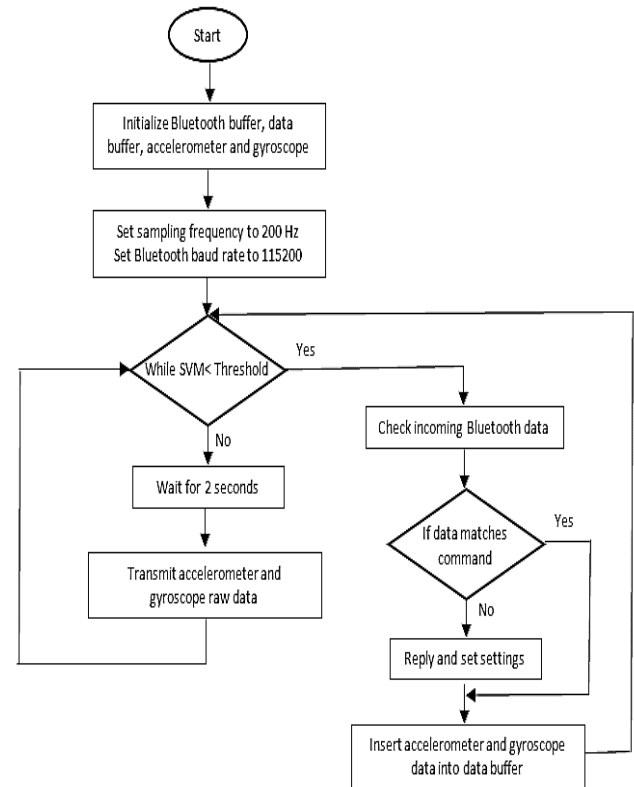 Start
Initialize Bluetooth buffer, data
buffer, accelerometer and gyroscope
Set sampling frequency to 200 Hz
Set Bluetooth baud rate to 115200
While SVM< Threshold
Yes
No
Wait for 2 seconds
Transmit accelerometer and
gyroscope raw data
Check incoming Bluetooth data
If data matches
command
Yes
No
Reply and set settings
Insert accelerometer and gyroscope
data into data buffer